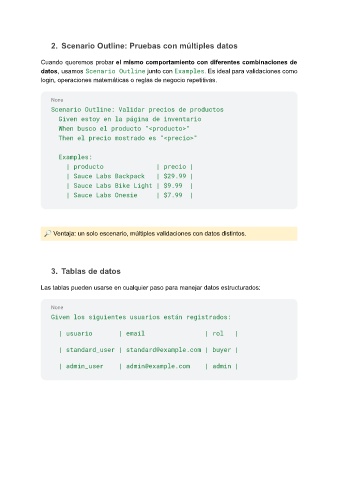 2. Scenario Outline: Pruebas con múltiples datos
Cuando queremos probar el mismo comportamiento con diferentes combinaciones de
datos, usamos Scenario Outline junto con Examples. Es ideal para validaciones como
login, operaciones matemáticas o reglas de negocio repetitivas.
None
Scenario Outline: Validar precios de productos
Given estoy en la página de inventario
When busco el producto "<producto>"
Then el precio mostrado es "<precio>"
Examples:
| producto | precio |
| Sauce Labs Backpack | $29.99 |
| Sauce Labs Bike Light | $9.99 |
| Sauce Labs Onesie | $7.99 |
🔎 Ventaja: un solo escenario, múltiples validaciones con datos distintos.
3. Tablas de datos
Las tablas pueden usarse en cualquier paso para manejar datos estructurados:
None
Given los siguientes usuarios están registrados:
| usuario | email | rol |
| standard_user | standard@example.com | buyer |
| admin_user | admin@example.com | admin |